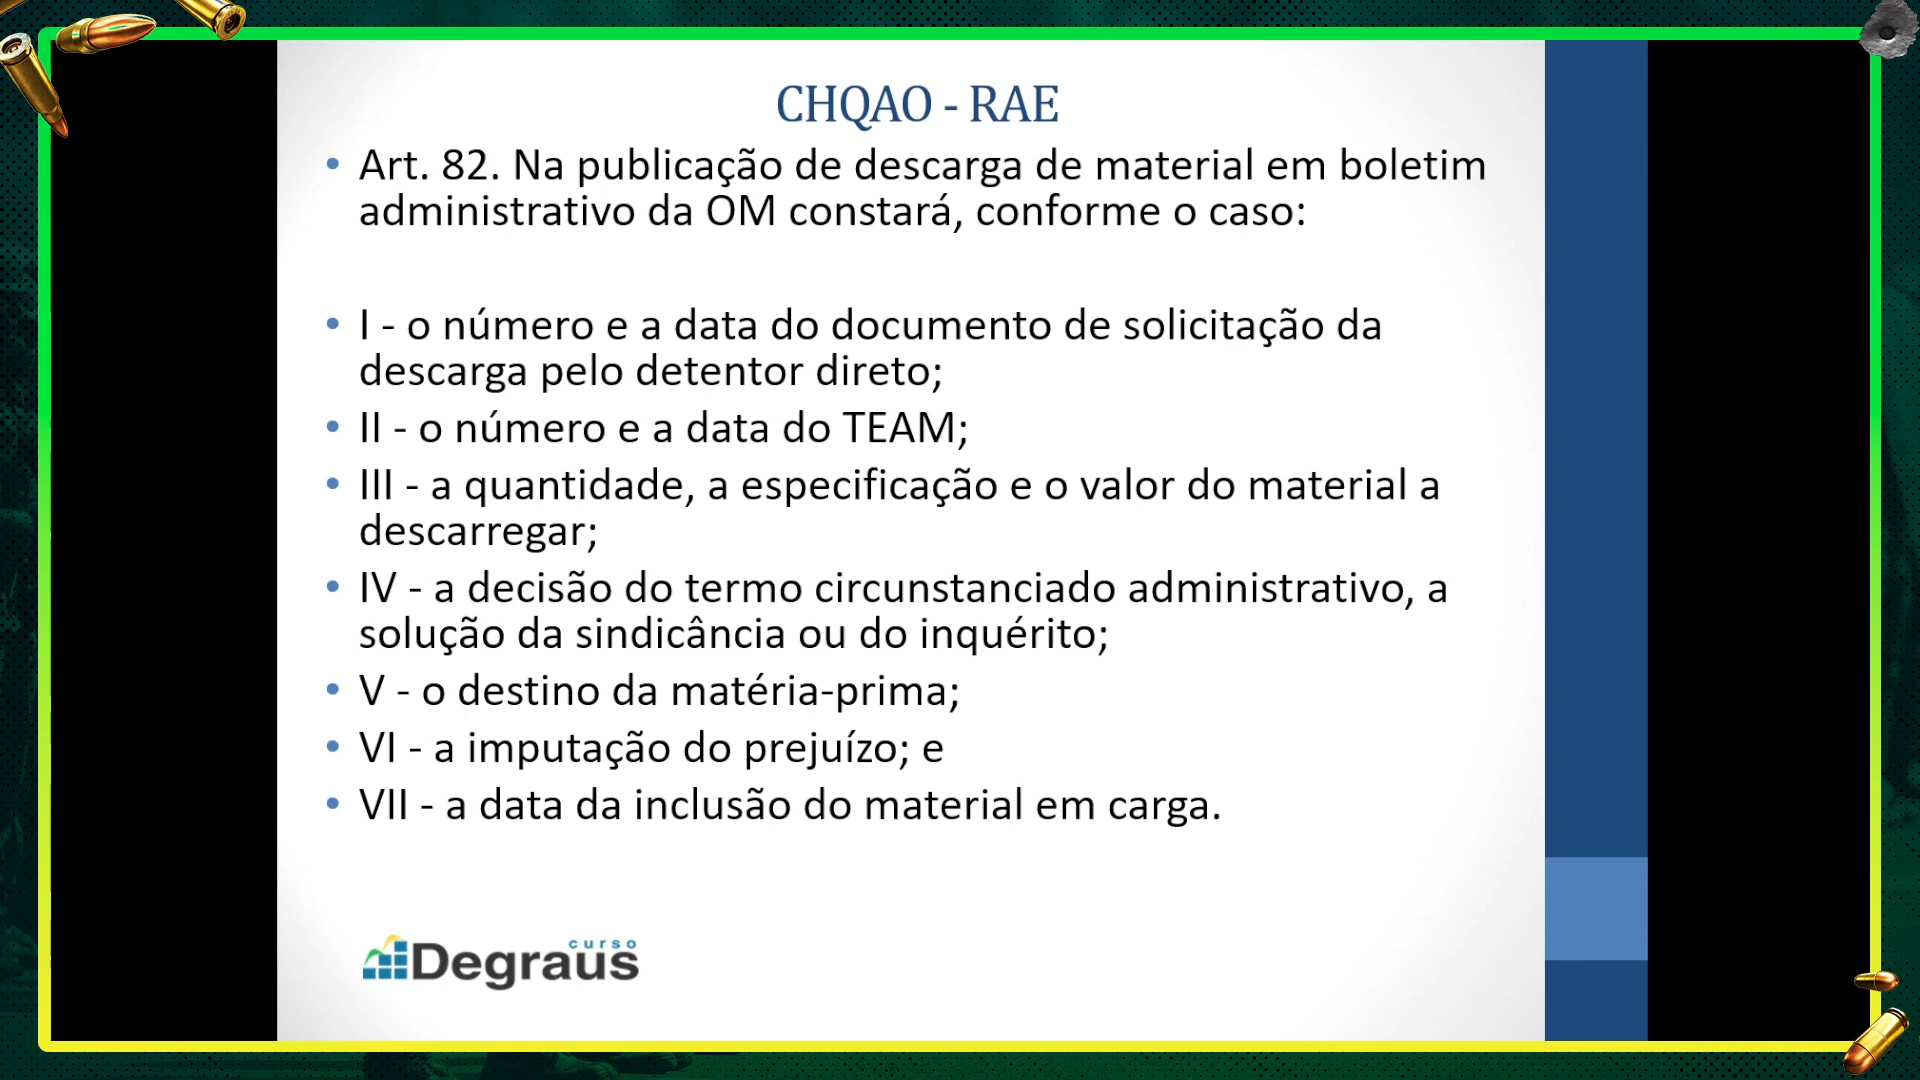 CHQAO - RAE
• Art. 82. Na publicação de descarga de material em boletim
administrativo da OM constará, conforme o caso:
• I - o número e a data do documento de solicitação da
descarga pelo detentor direto;
• II - o número e a data do TEAM;
• III - a quantidade, a especificação e o valor do material a
descarregar;
• IV - a decisão do termo circunstanciado administrativo, a
solução da sindicância ou do inquérito;
• V - o destino da matéria-prima;
• VI - a imputação do prejuízo; e
• VII - a data da inclusão do material em carga.
curso
Degraus